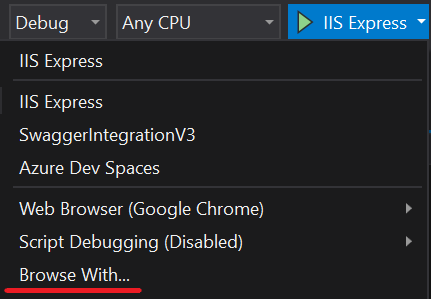 Debug Any CPU IIS Express
IIS Express
IIS Express
SwaggerIntegrationV3
Azure Dev Spaces
Web Browser (Google Chrome)
Script Debugging (Disabled)
Browse With...